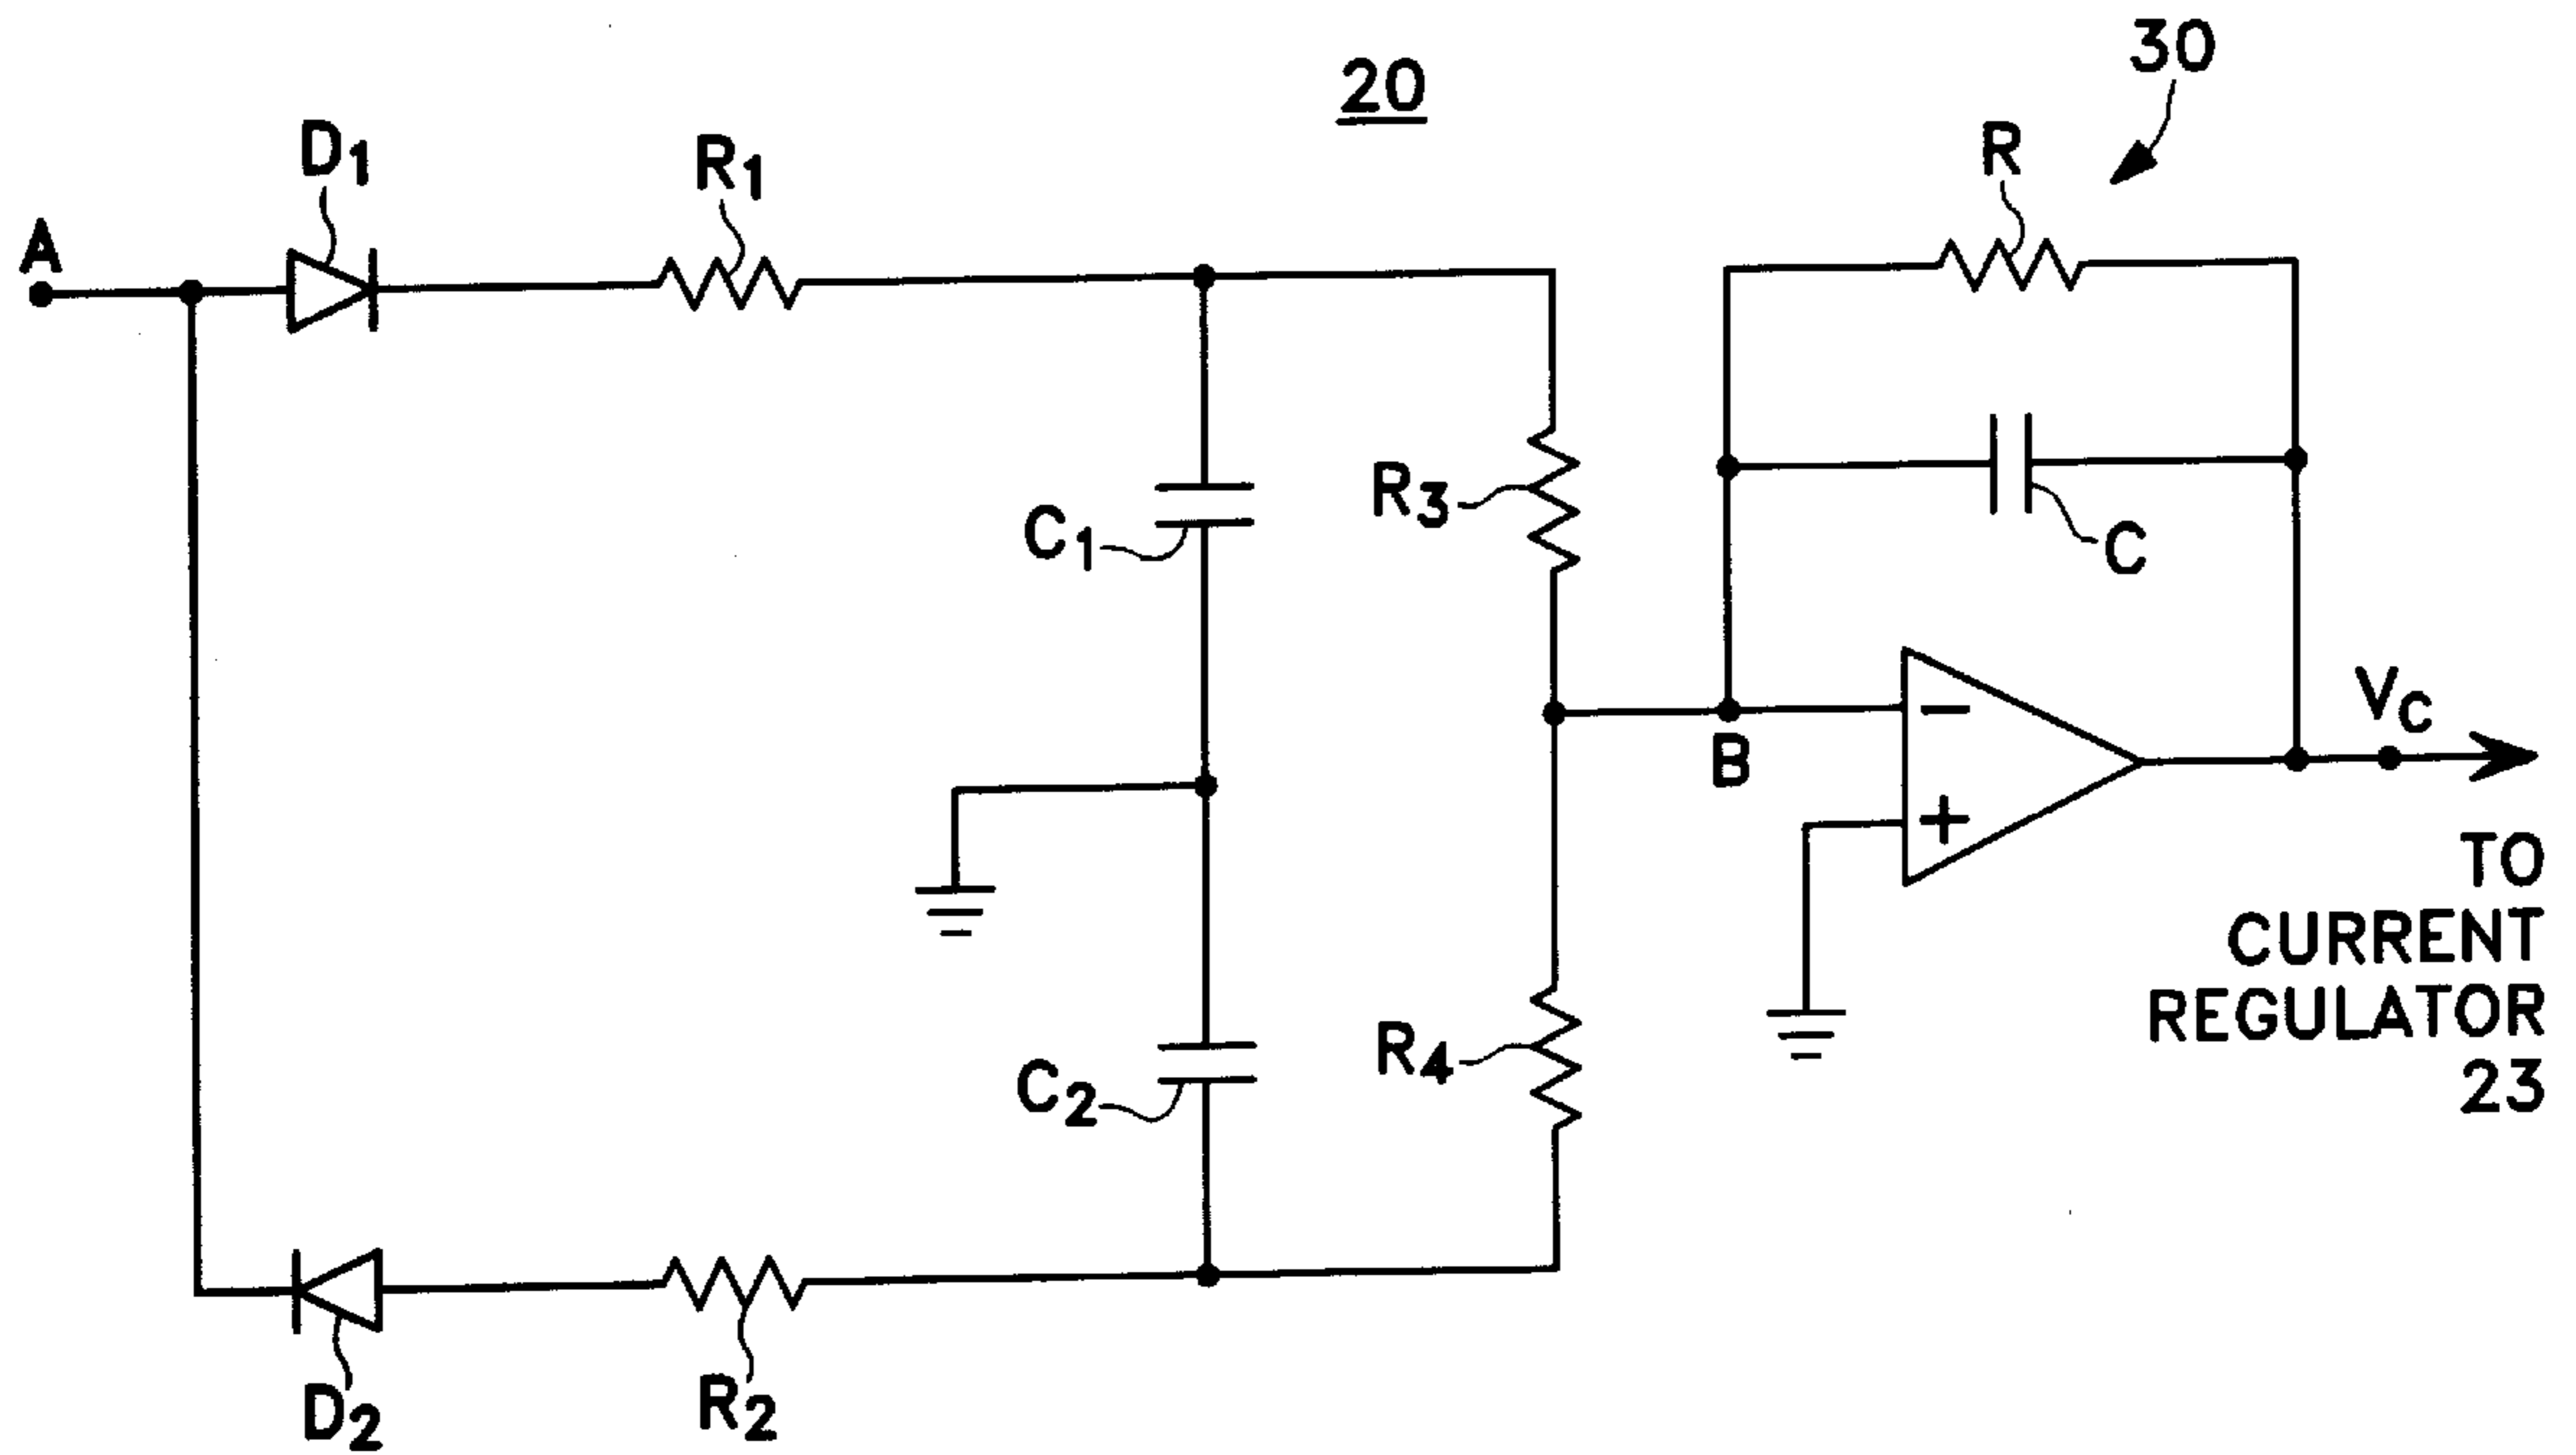 20
30
D1
R1
R
A
R3
C1
C
B
−
+
VC
TO
CURRENT
REGULATOR
23
R4
C2
D2
R2